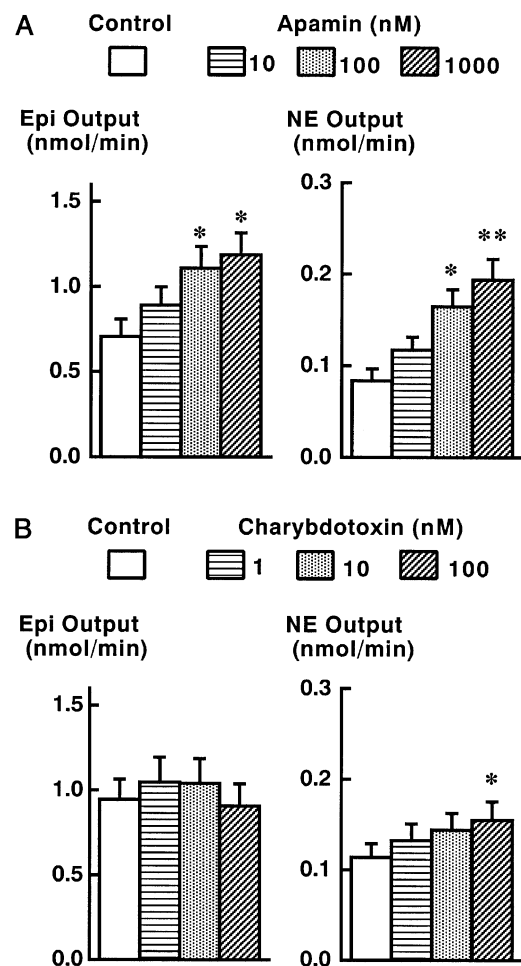 A
Control Apamin (nM)
10 100 1000
Epi Output
(nmol/min)
NE Output
(nmol/min)
1.5
1.0
0.5
0.0
* *
0.3
0.2
0.1
0.0
* **
B
Control Charybdotoxin (nM)
1 10 100
Epi Output
(nmol/min)
NE Output
(nmol/min)
1.5
1.0
0.5
0.0
0.3
0.2
0.1
0.0
*